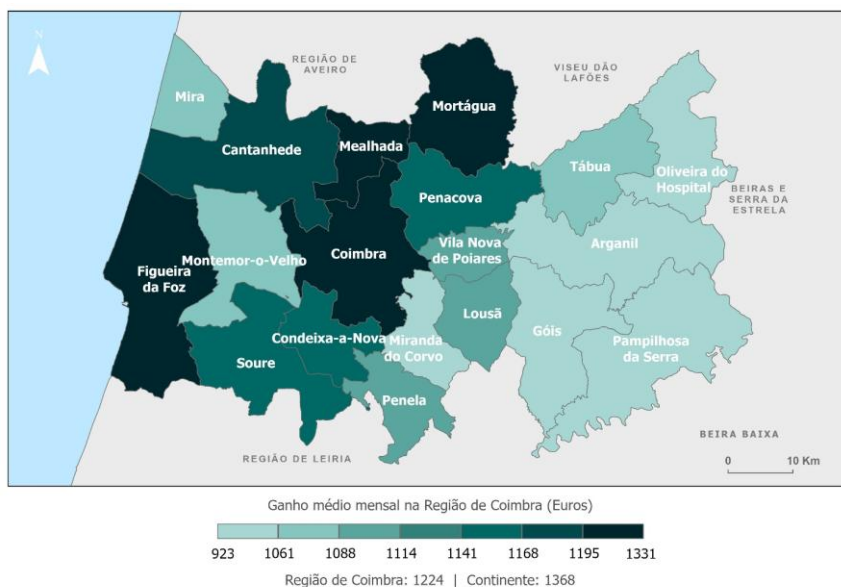 N
REGIÃO DE
AVEIRO
VISEU DÃO
LAFÕES
Mira
Mortágua
Cantanhede
Mealhada
Tábua
Oliveira do
Hospital
Penacova
BEIRAS E
SERRA DA
ESTRELA
Vila Nova
de Poiares
Arganil
Coimbra
Montemor-o-Velho
Figueira
da Foz
Lousã
Condeixa-a-Nova
Miranda
do Corvo
Góis
Pampilhosa
da Serra
Soure
Penela
REGIÃO DE LEIRIA
BEIRA BAIXA
0 10 Km
Ganho médio mensal na Região de Coimbra (Euros)
923 1061 1088 1114 1141 1168 1195 1331
Região de Coimbra: 1224 | Continente: 1368